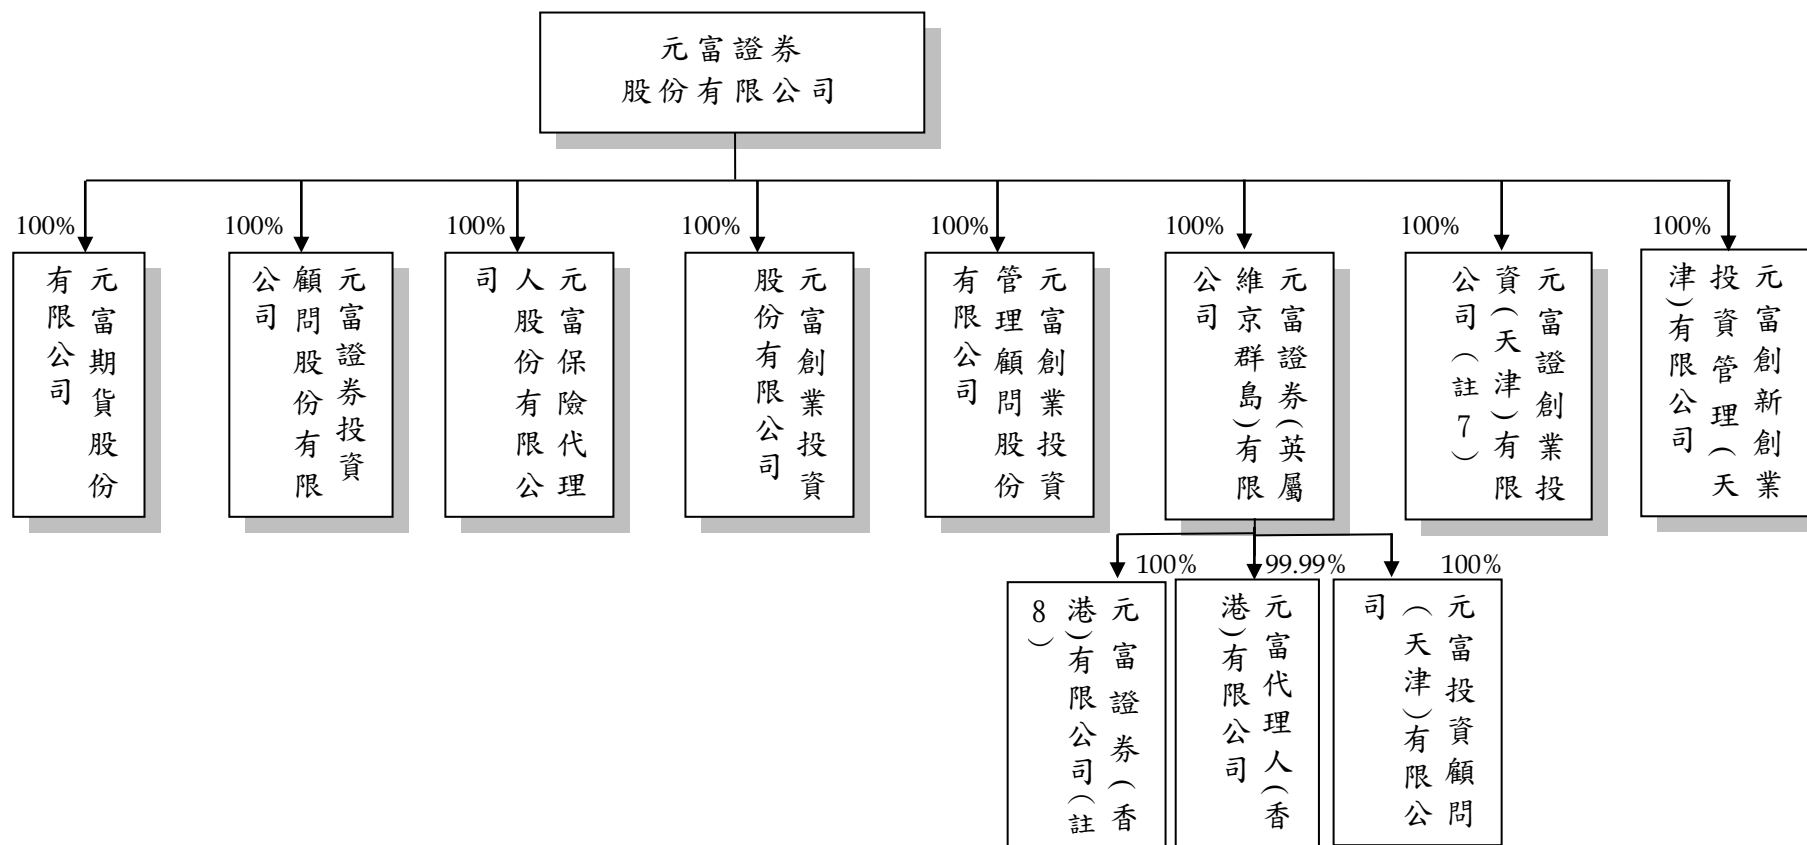 元富證券
股份有限公司
100%
100%
100%
100%
100%
100%
100%
100%
元富期貨股份
有限公司
元富證券投資
顧問股份有限
公司
元富保險代理
人股份有限公
司
元富創業投資
股份有限公司
元富創業投資
管理顧問股份
有限公司
元富證券(英屬
維京群島)有限
公司
元富證創業投
資(天津)有限
公司(註7)
元富創新創業
投資管理(天
津)有限公司
100%
99.99%
100%
元富證券(香
港)有限公司(註
8)
元富代理人(香
港)有限公司
元富投資顧問
(天津)有限公
司